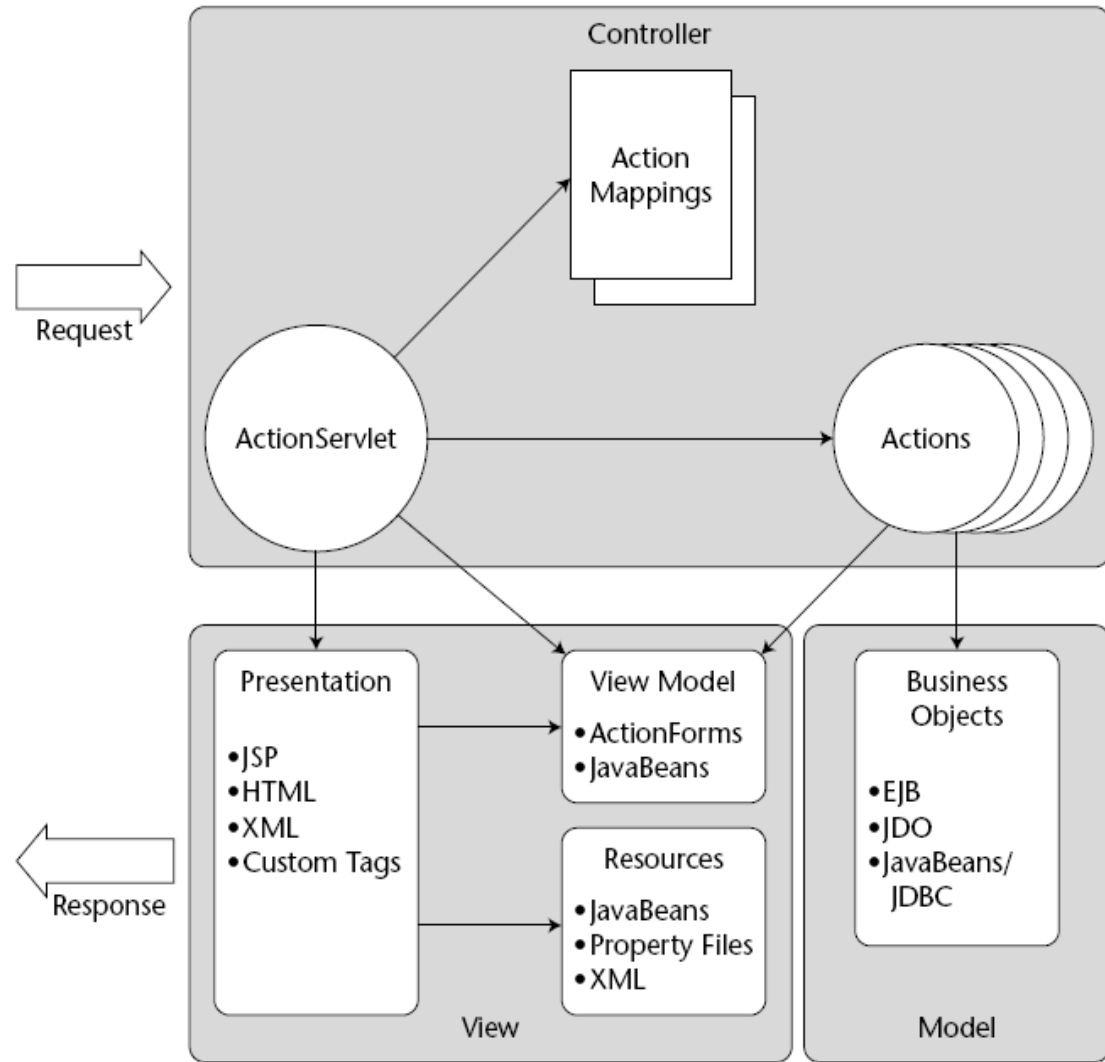 Controller
Action
Mappings
Request
ActionServlet
Actions
Presentation
•JSP
•HTML
•XML
•Custom Tags
View Model
•ActionForms
•JavaBeans
Resources
•JavaBeans
•Property Files
•XML
Business
Objects
•EJB
•JDO
•JavaBeans/
JDBC
Response
View
Model